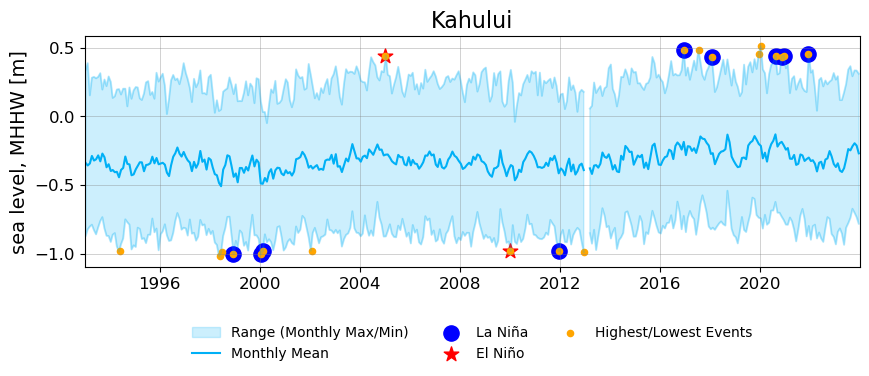 Kahului
sea level, MHHW [m]
0.5
0.0
−0.5
−1.0
1996 2000 2004 2008 2012 2016 2020
Range (Monthly Max/Min) La Niña Highest/Lowest Events
Monthly Mean El Niño